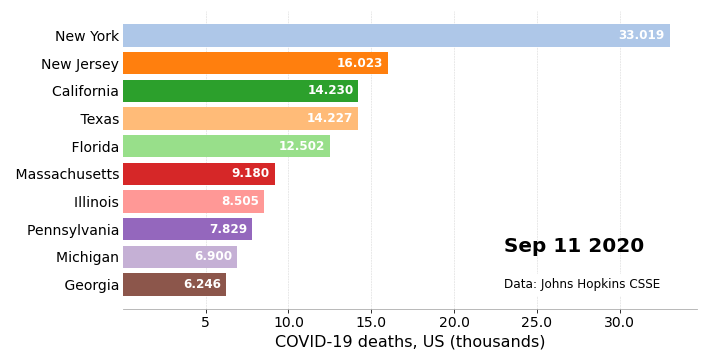 New York 33.019
New Jersey 16.023
California 14.230
Texas 14.227
Florida 12.502
Massachusetts 9.180
Illinois 8.505
Pennsylvania 7.829
Michigan 6.900
Georgia 6.246
Sep 11 2020
Data: Johns Hopkins CSSE
5 10.0 15.0 20.0 25.0 30.0
COVID-19 deaths, US (thousands)